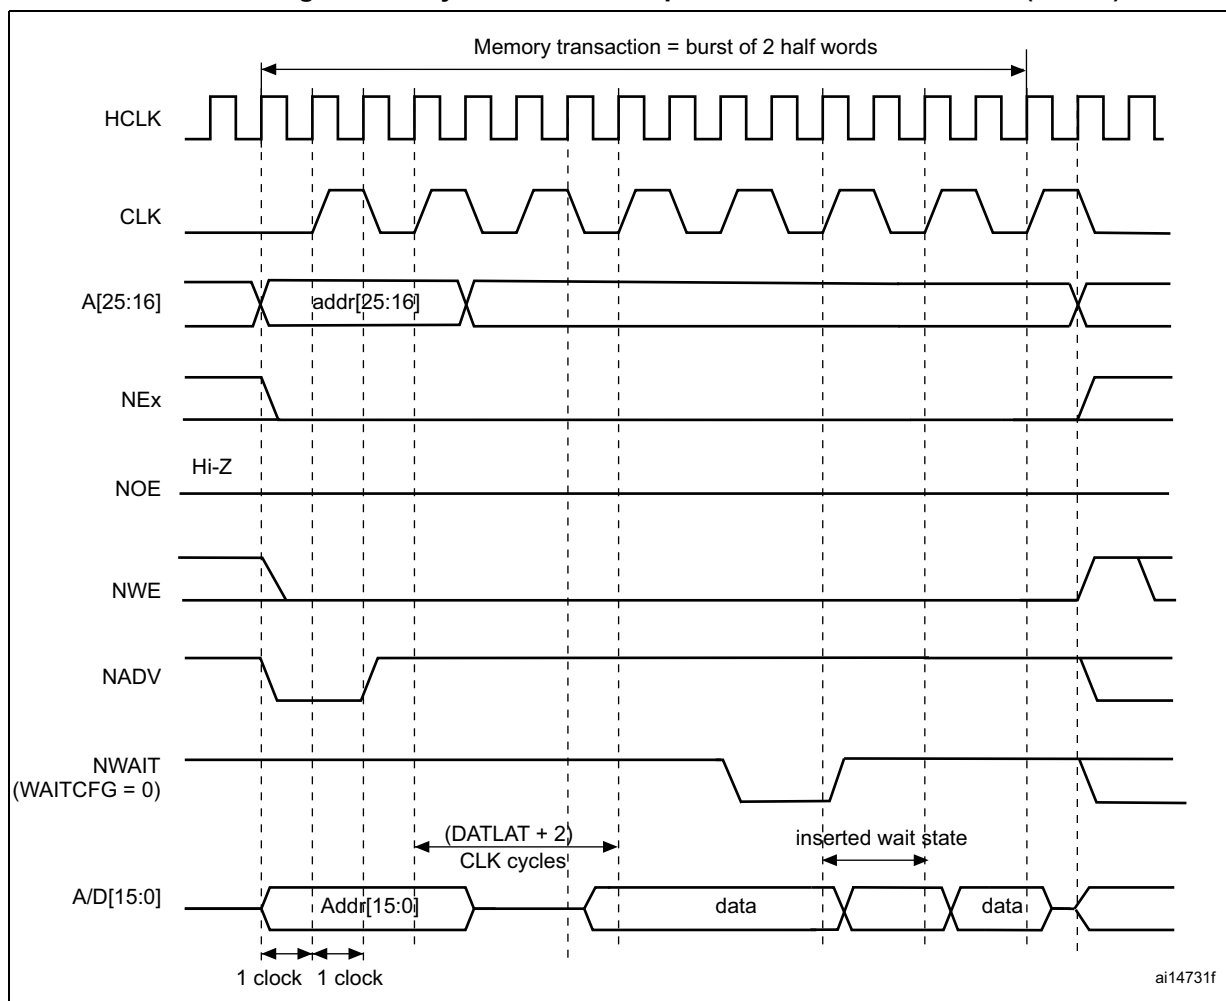 Memory transaction = burst of 2 half words
HCLK
CLK
A[25:16]
addr[25:16]
NEx
Hi-Z
NOE
NWE
NADV
NWAIT
(WAITCFG = 0)
(DATLAT + 2)
CLK cycles
inserted wait state
A/D[15:0]
Addr[15:0]
data
data
1 clock
1 clock
ai14731f